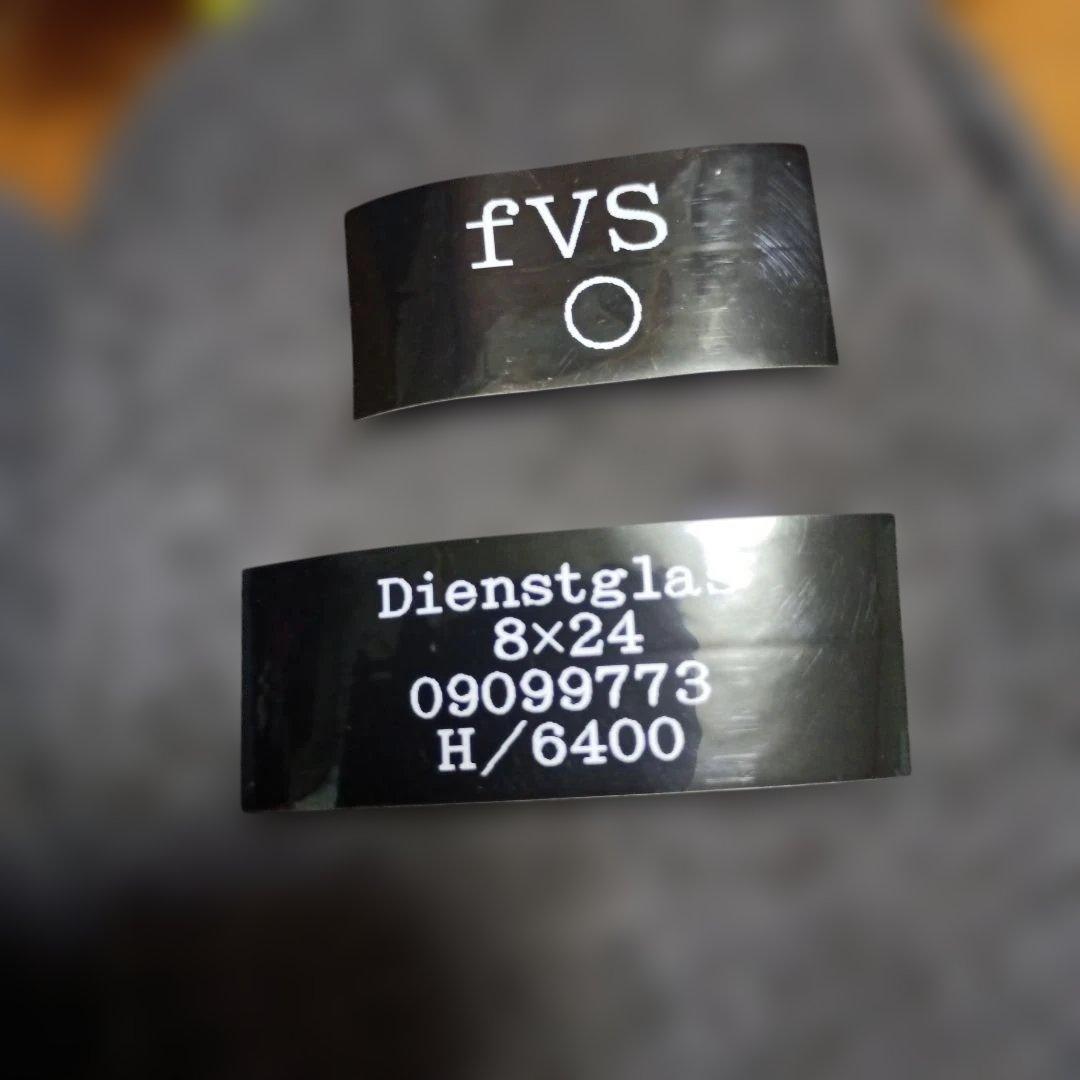 fVS
Dienstglas
8×24
09099773
H/6400